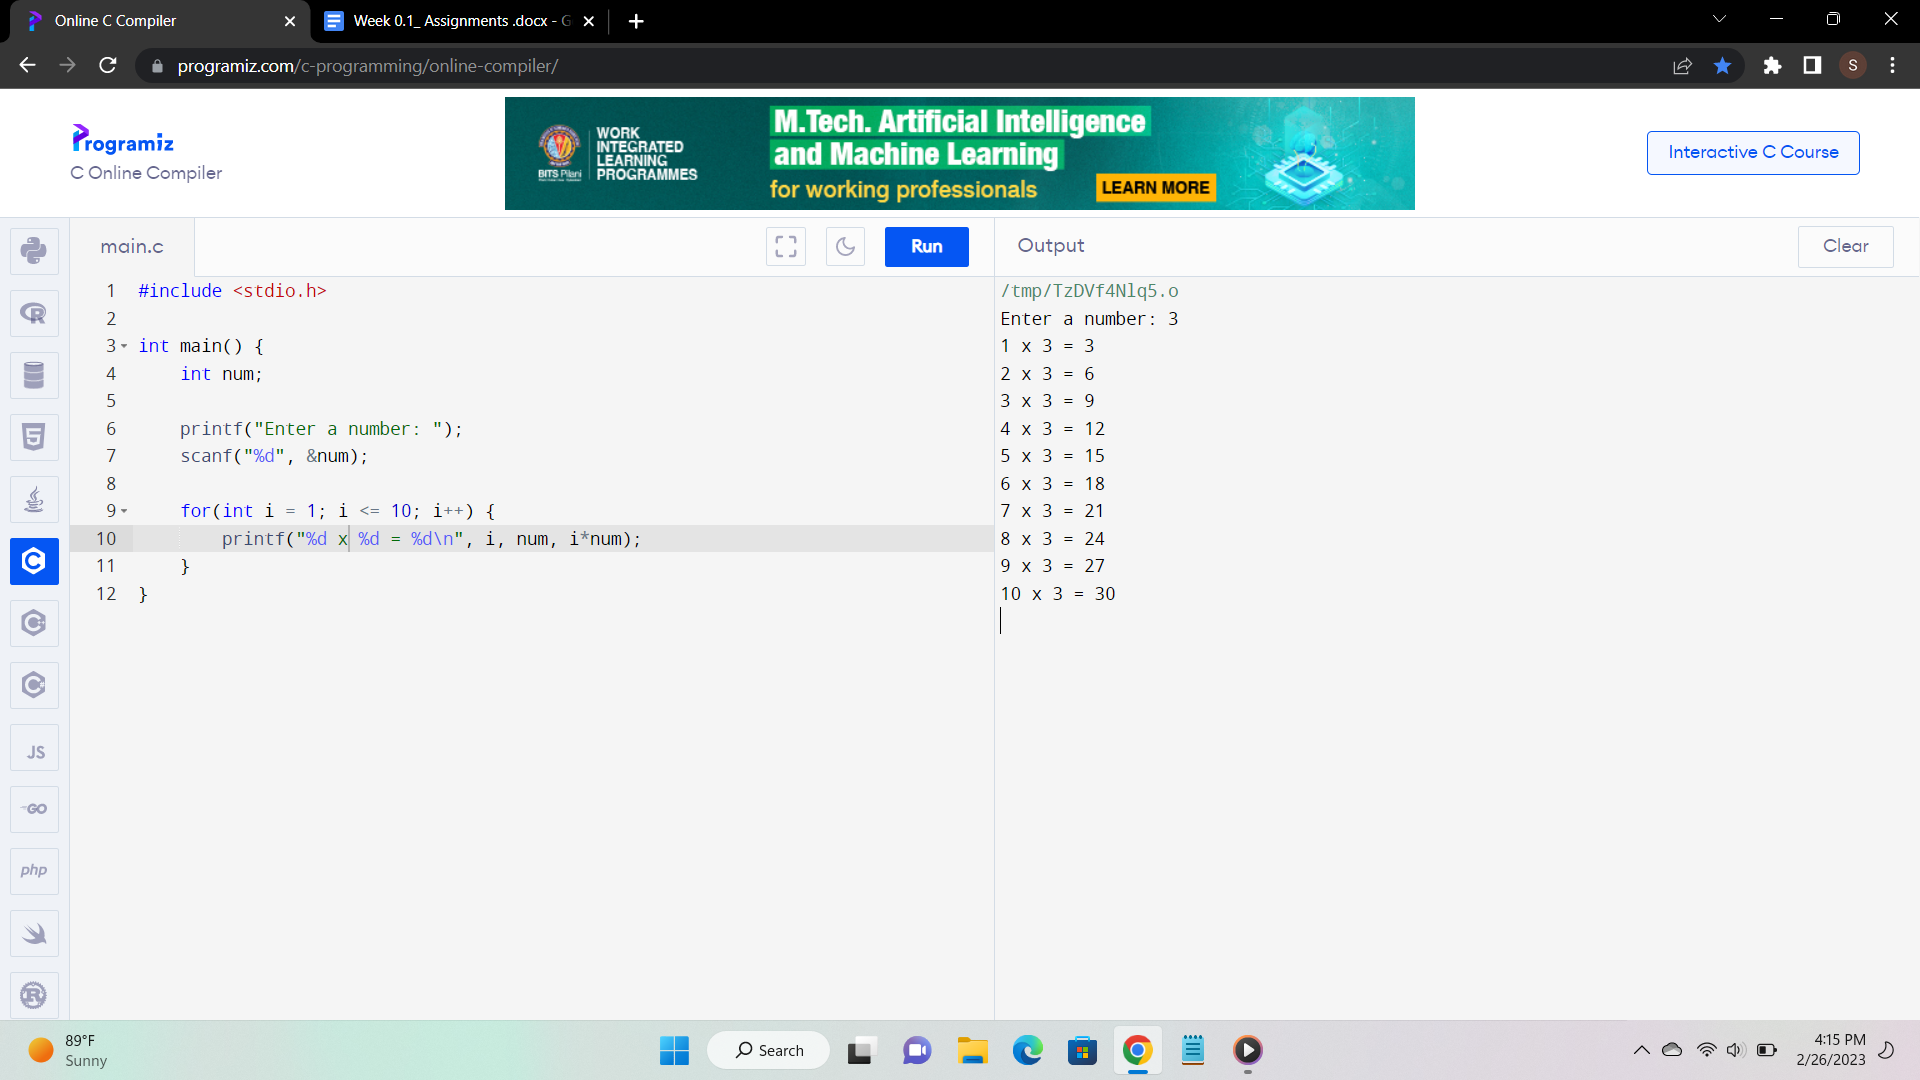 Online C Compiler
Week 0.1_ Assignments .docx - G
programiz.com/c-programming/online-compiler/
S
Programiz
C Online Compiler
BITS Pilani
WORK
INTEGRATED
LEARNING
PROGRAMMES
M.Tech. Artificial Intelligence
and Machine Learning
for working professionals
LEARN MORE
Interactive C Course
main.c
Run
Output
Clear
1 #include <stdio.h>
2
3 int main() {
4     int num;
5
6     printf("Enter a number: ");
7     scanf("%d", &num);
8
9     for(int i = 1; i <= 10; i++) {
10         printf("%d x %d = %d\n", i, num, i*num);
11     }
12 }
/tmp/TzDVf4Nlq5.o
Enter a number: 3
1 x 3 = 3
2 x 3 = 6
3 x 3 = 9
4 x 3 = 12
5 x 3 = 15
6 x 3 = 18
7 x 3 = 21
8 x 3 = 24
9 x 3 = 27
10 x 3 = 30
R
5
C
C
C
JS
GO
php
R
89°F
Sunny
Search
4:15 PM
2/26/2023